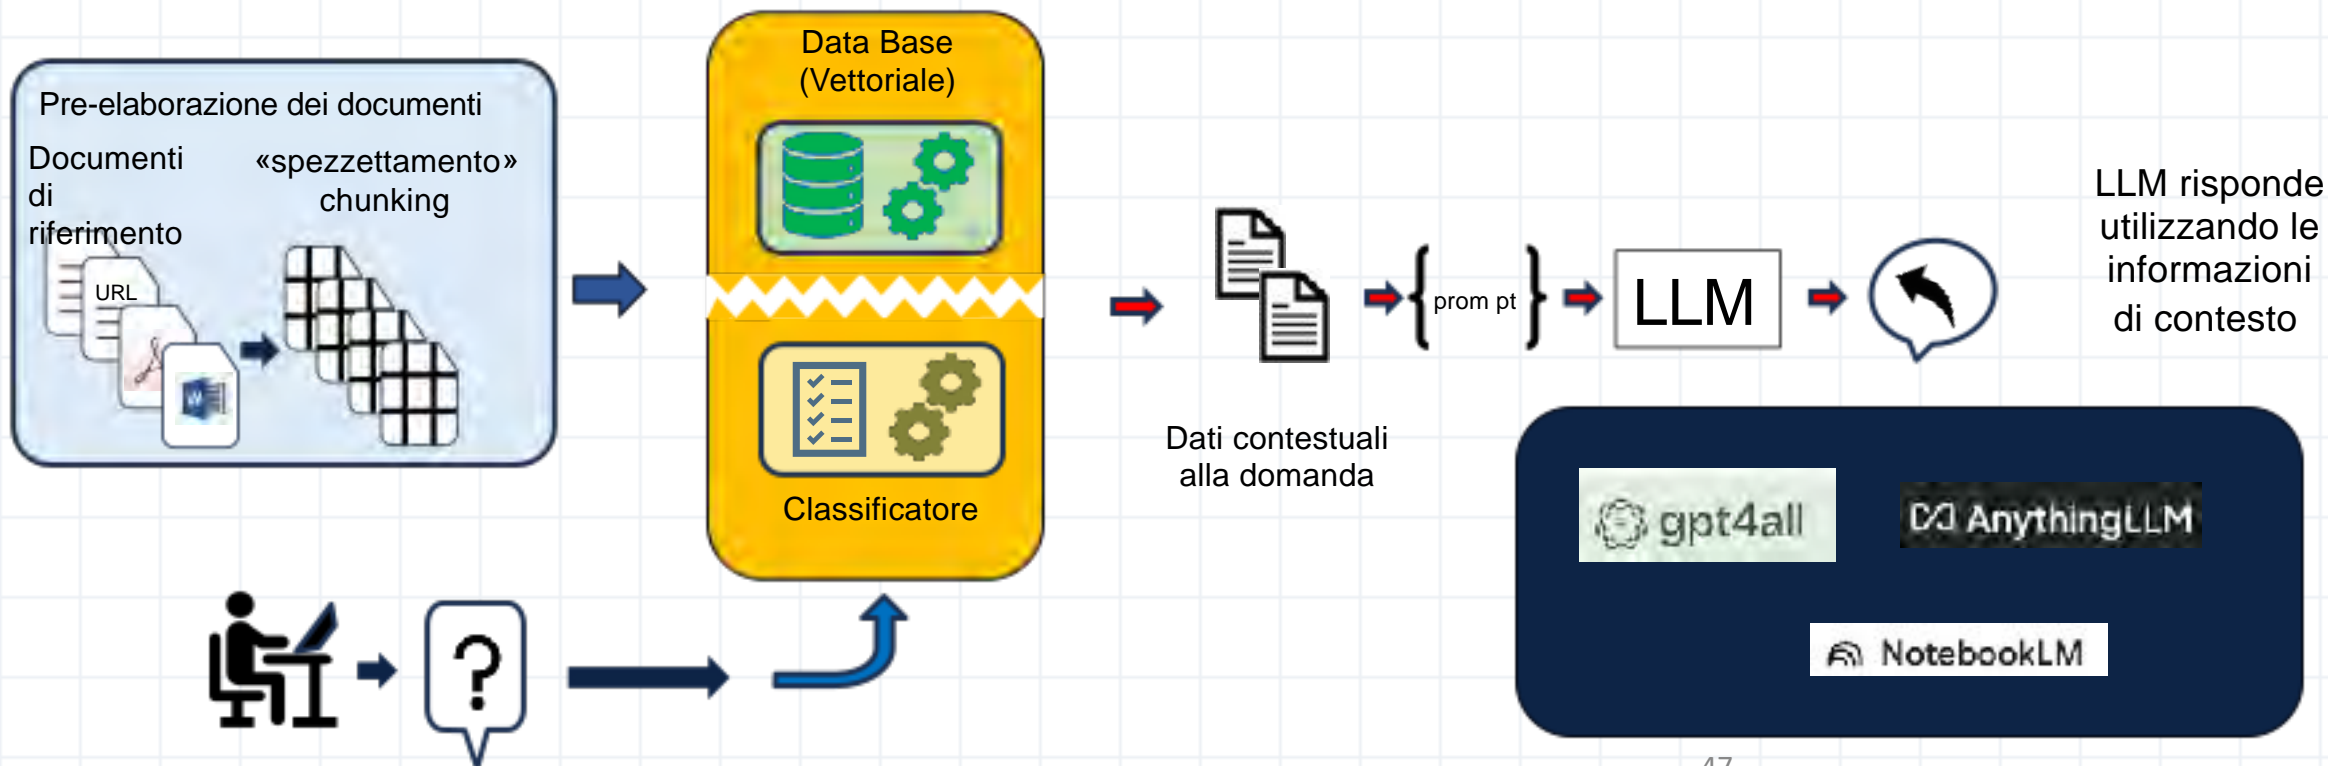 Pre-elaborazione dei documenti
Documenti
di
riferimento
«spezzettamento»
chunking
URL
W
Data Base
(Vettoriale)
Classificatore
?
Dati contestuali
alla domanda
prom pt
LLM
LLM risponde
utilizzando le
informazioni
di contesto
gpt4all
AnythingLLM
NotebookLM
47